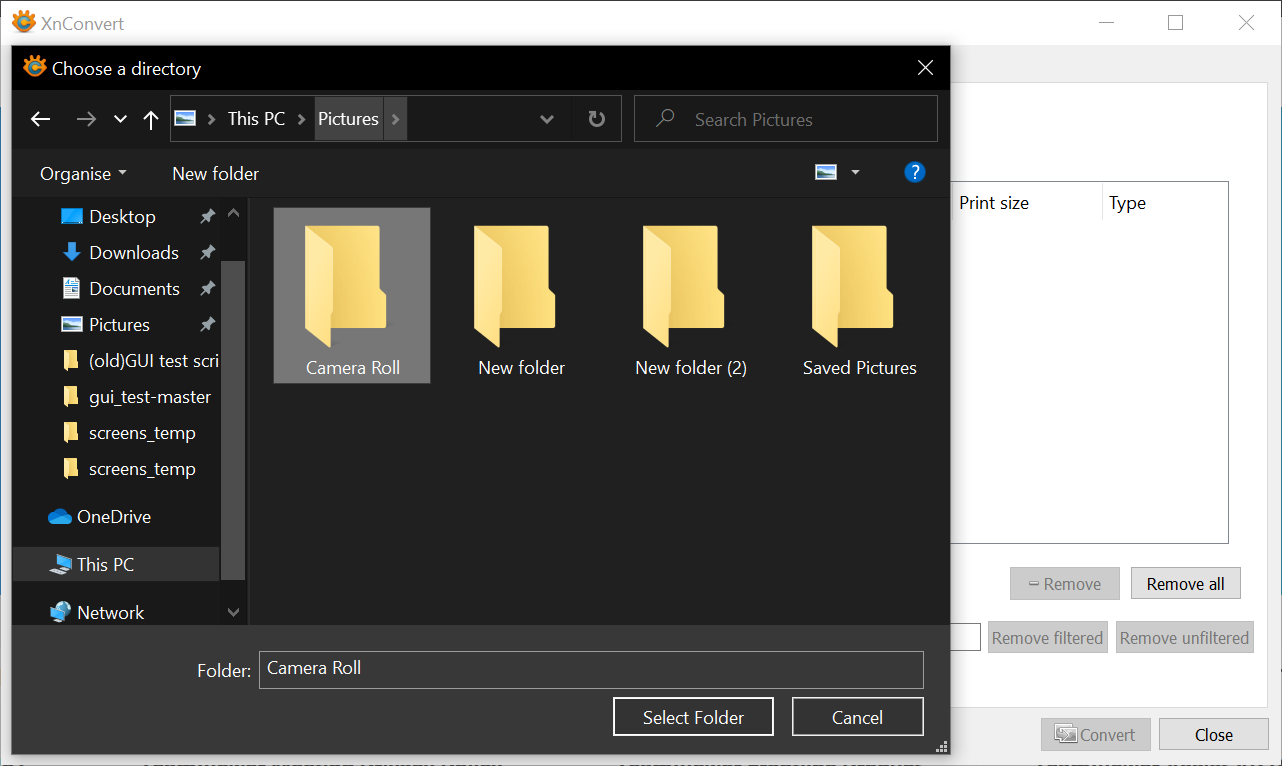 XnConvert
Choose a directory
This PC
Pictures
Search Pictures
Organise
New folder
?
Desktop
Downloads
Documents
Pictures
(old)GUI test scri
gui_test-master
screens_temp
screens_temp
OneDrive
This PC
Network
Camera Roll
New folder
New folder (2)
Saved Pictures
Print size
Type
Remove
Remove all
Remove filtered
Remove unfiltered
Folder:
Camera Roll
Select Folder
Cancel
Convert
Close